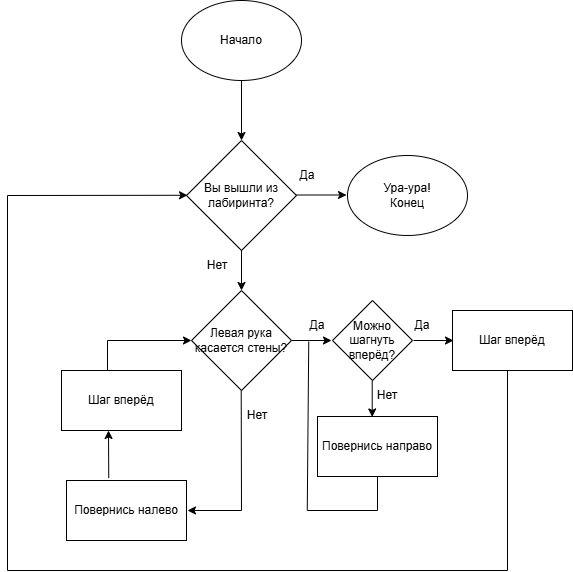 Начало
Вы вышли из
лабиринта?
Да
Ура-ура!
Конец
Нет
Левая рука
касается стены?
Да
Можно
шагнуть
вперёд?
Да
Шаг вперёд
Нет
Повернись направо
Нет
Шаг вперёд
Повернись налево